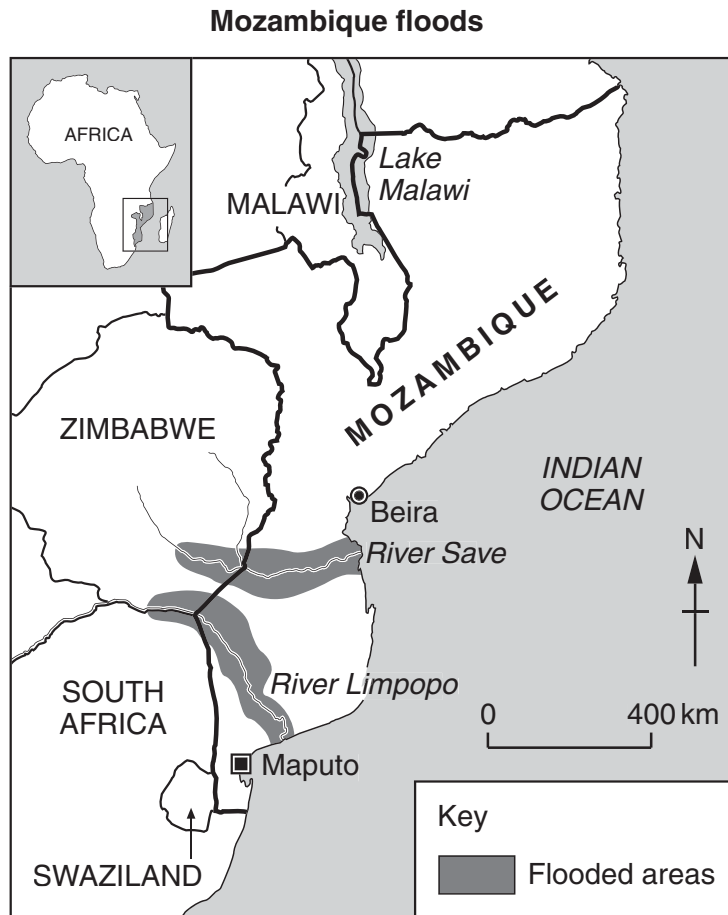 Mozambique floods
AFRICA
Lake
Malawi
MALAWI
MOZAMBIQUE
ZIMBABWE
INDIAN
OCEAN
Beira
N
River Save
SOUTH
AFRICA
River Limpopo
0 400 km
Maputo
Key
SWAZILAND
Flooded areas